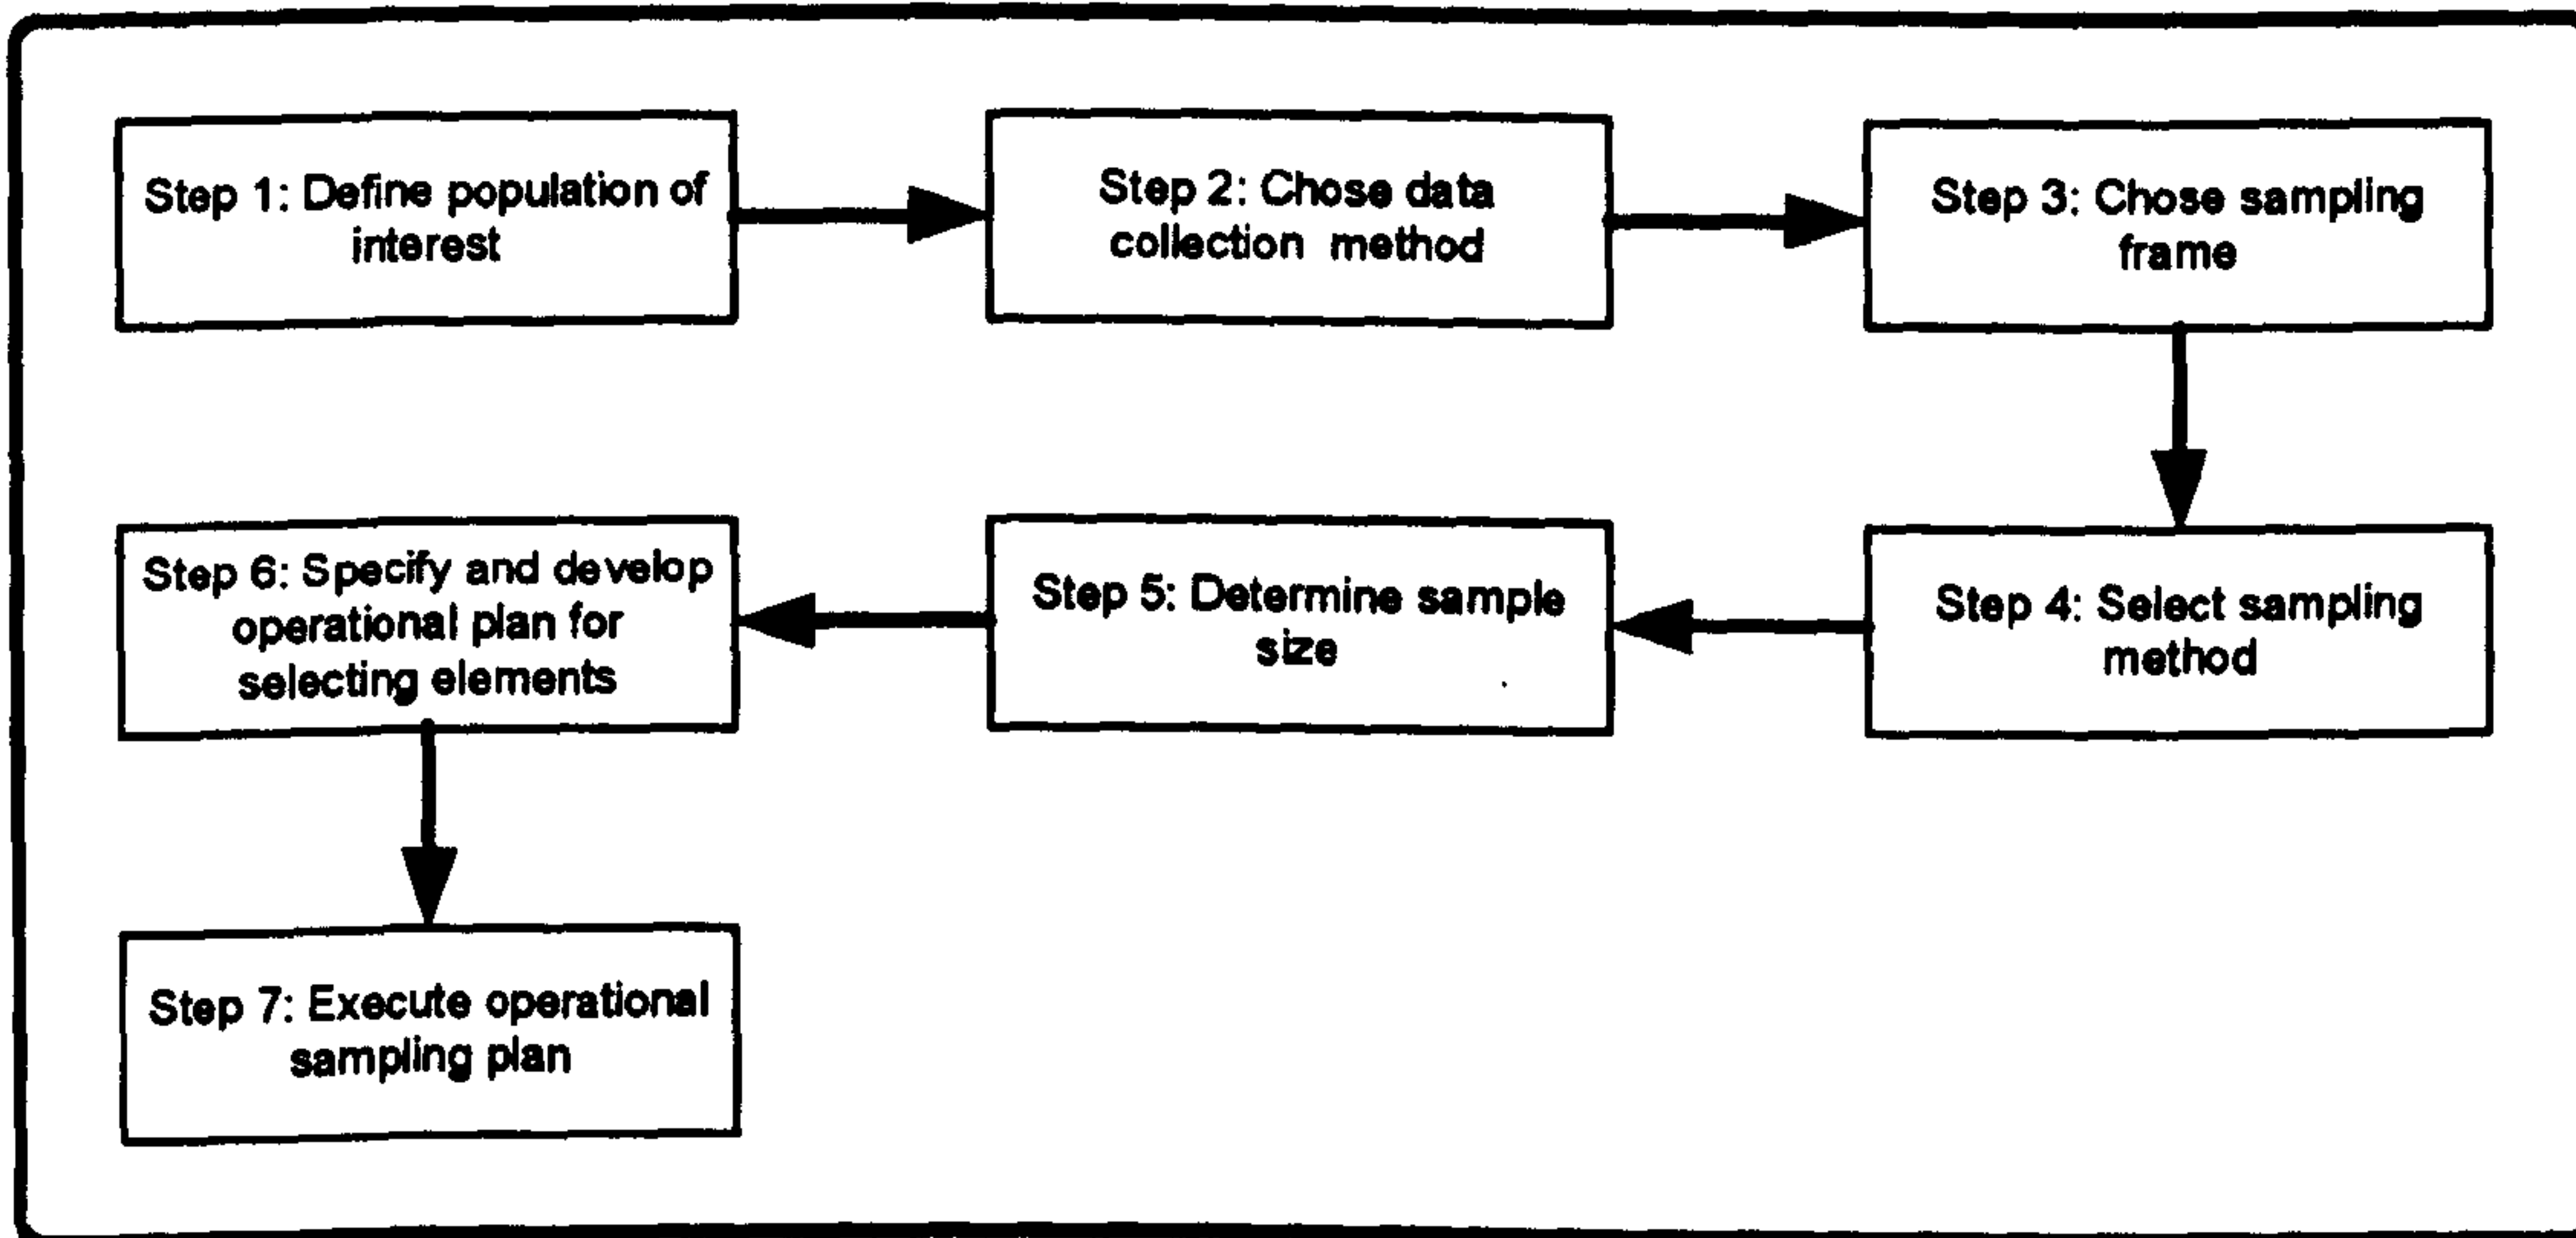 Step 1: Define population of
interest
Step 2: Chose data
collection method
Step 3: Chose sampling
frame
Step 4: Select sampling
method
Step 5: Determine sample
size
Step 6: Specify and develop
operational plan for
selecting elements
Step 7: Execute operational
sampling plan